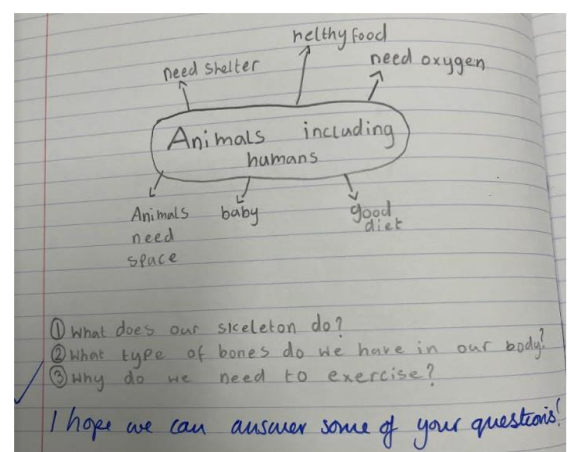 helthy food
need shelter
need oxygen
Animals including
humans
Animals
need
space
baby
good
diet
① What does our skeleton do?
② What type of bones do we have in our body?
③ Why do we need to exercise?
I hope we can answer some of your questions!